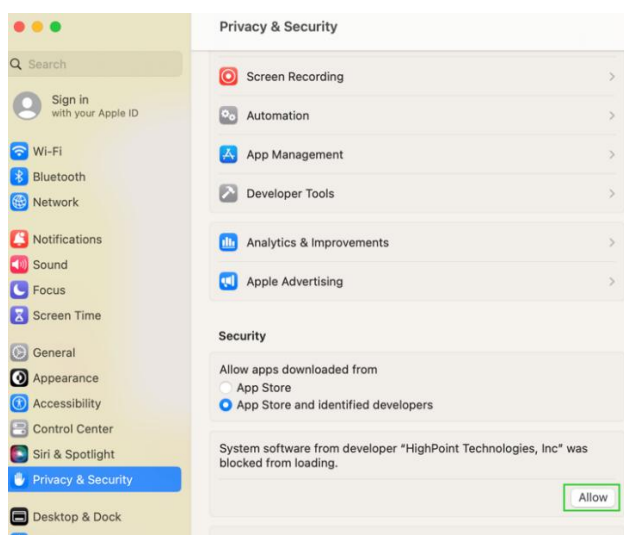 Privacy & Security
Search
Sign in
with your Apple ID
Wi-Fi
Bluetooth
Network
Notifications
Sound
Focus
Screen Time
General
Appearance
Accessibility
Control Center
Siri & Spotlight
Privacy & Security
Desktop & Dock
Screen Recording
Automation
App Management
Developer Tools
Analytics & Improvements
Apple Advertising
Security
Allow apps downloaded from
App Store
App Store and identified developers
System software from developer “HighPoint Technologies, Inc” was
blocked from loading.
Allow